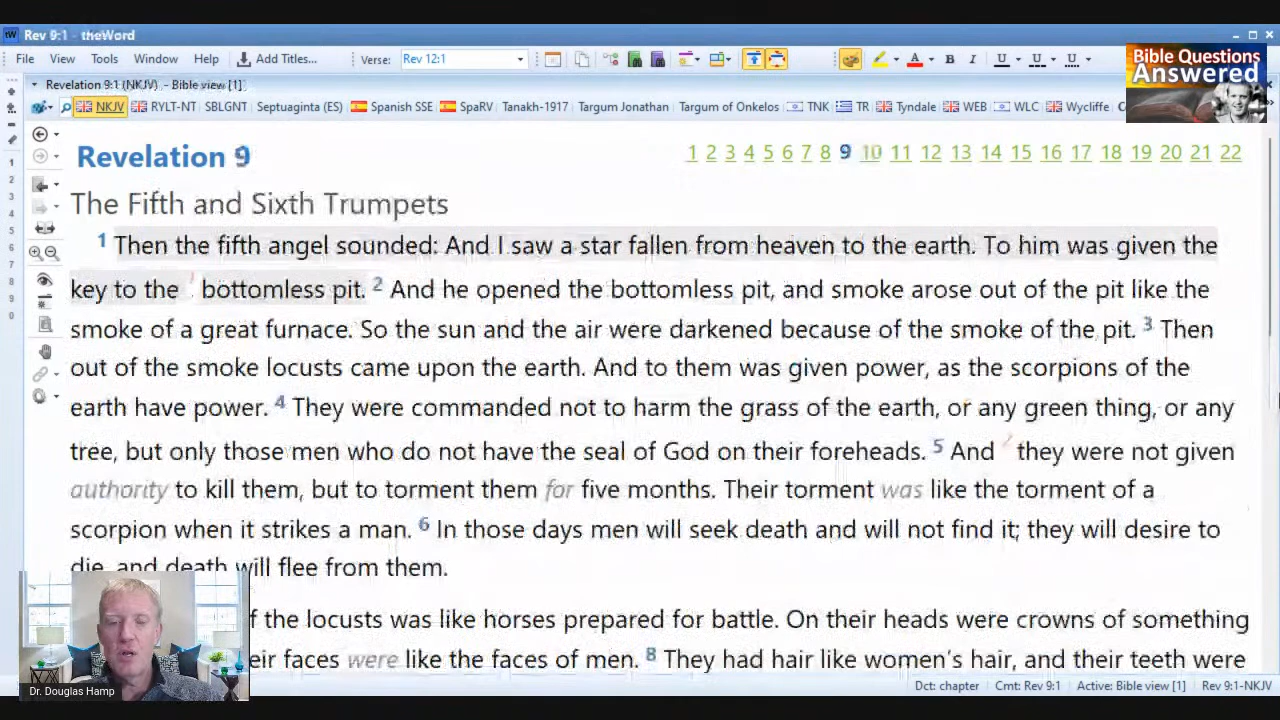 Rev 9:1 - theWord
File View Tools Window Help Add Titles... Verse: Rev 12:1 B I U U U
Bible Questions
Answered
Revelation 9:1 (NKJV) - Bible view [1]
NKJV RYLT-NT SBLGNT Septuaginta (ES) Spanish SSE SpaRV Tanakh-1917 Targum Jonathan Targum of Onkelos TNK TR Tyndale WEB WLC Wycliffe
Revelation 9 1 2 3 4 5 6 7 8 9 10 11 12 13 14 15 16 17 18 19 20 21 22
The Fifth and Sixth Trumpets
1 Then the fifth angel sounded: And I saw a star fallen from heaven to the earth. To him was given the
key to the bottomless pit. 2 And he opened the bottomless pit, and smoke arose out of the pit like the
smoke of a great furnace. So the sun and the air were darkened because of the smoke of the pit. 3 Then
out of the smoke locusts came upon the earth. And to them was given power, as the scorpions of the
earth have power. 4 They were commanded not to harm the grass of the earth, or any green thing, or any
tree, but only those men who do not have the seal of God on their foreheads. 5 And they were not given
authority to kill them, but to torment them for five months. Their torment was like the torment of a
scorpion when it strikes a man. 6 In those days men will seek death and will not find it; they will desire to
die, and death will flee from them.
f the locusts was like horses prepared for battle. On their heads were crowns of something
eir faces were like the faces of men. 8 They had hair like women's hair, and their teeth were
Dr. Douglas Hamp
Dct: chapter Cmt: Rev 9:1 Active: Bible view [1] Rev 9:1-NKJV